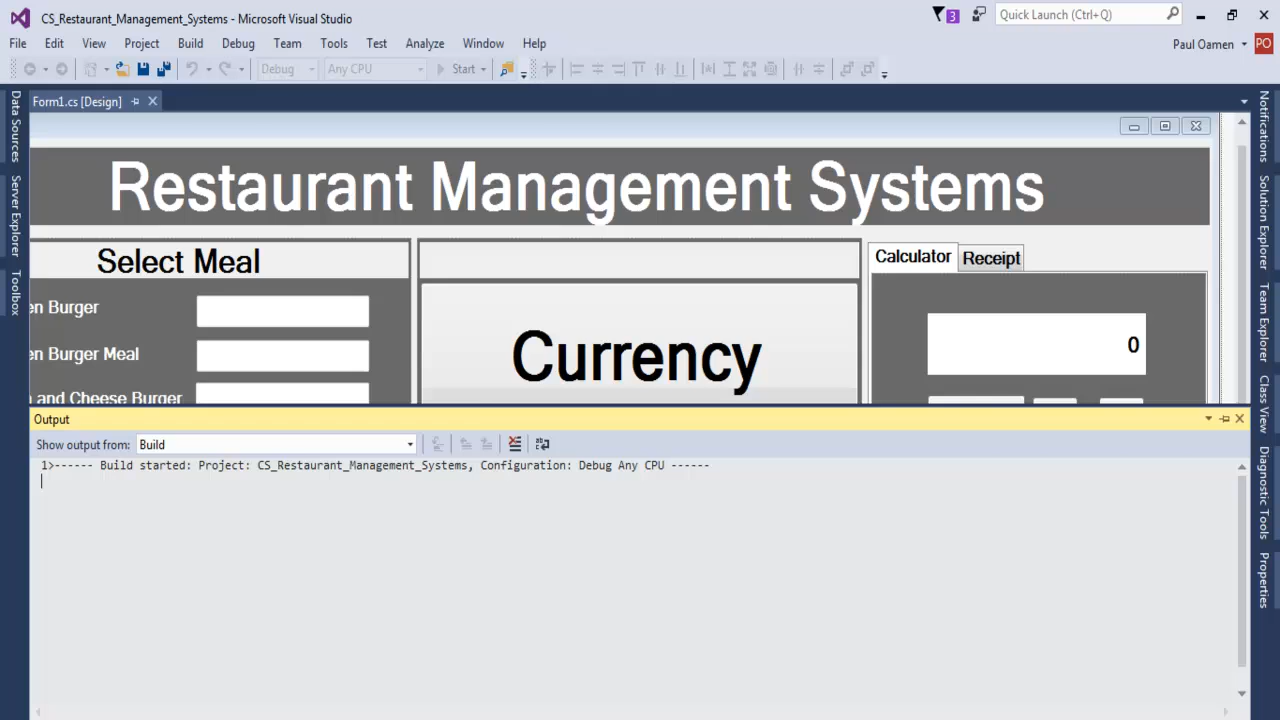 CS_Restaurant_Management_Systems - Microsoft Visual Studio
3
Quick Launch (Ctrl+Q)
File Edit View Project Build Debug Team Tools Test Analyze Window Help
Paul Oamen
PO
Debug
Any CPU
Start
Form1.cs [Design]
Data Sources
Server Explorer
Toolbox
Restaurant Management Systems
Select Meal
en Burger
en Burger Meal
and Cheese Burger
Currency
Calculator
Receipt
0
Output
Show output from: Build
1>------ Build started: Project: CS_Restaurant_Management_Systems, Configuration: Debug Any CPU ------
Notifications
Solution Explorer
Team Explorer
Class View
Diagnostic Tools
Properties